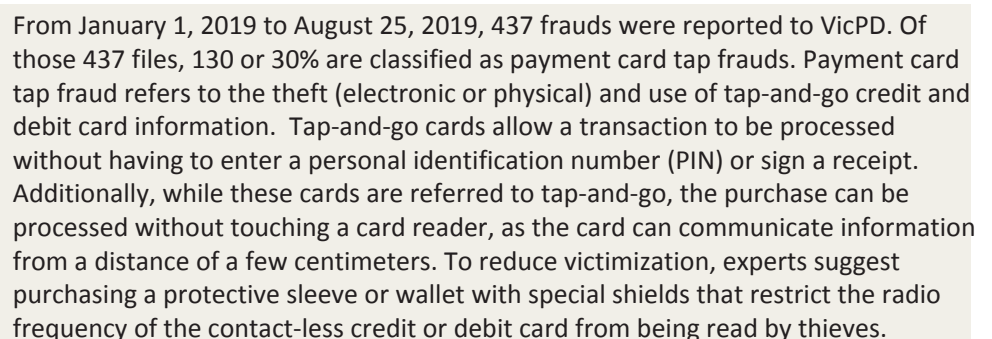 From January 1, 2019 to August 25, 2019, 437 frauds were reported to VicPD. Of
those 437 files, 130 or 30% are classified as payment card tap frauds. Payment card
tap fraud refers to the theft (electronic or physical) and use of tap-and-go credit and
debit card information.  Tap-and-go cards allow a transaction to be processed
without having to enter a personal identification number (PIN) or sign a receipt.
Additionally, while these cards are referred to tap-and-go, the purchase can be
processed without touching a card reader, as the card can communicate information
from a distance of a few centimeters. To reduce victimization, experts suggest
purchasing a protective sleeve or wallet with special shields that restrict the radio
frequency of the contact-less credit or debit card from being read by thieves.